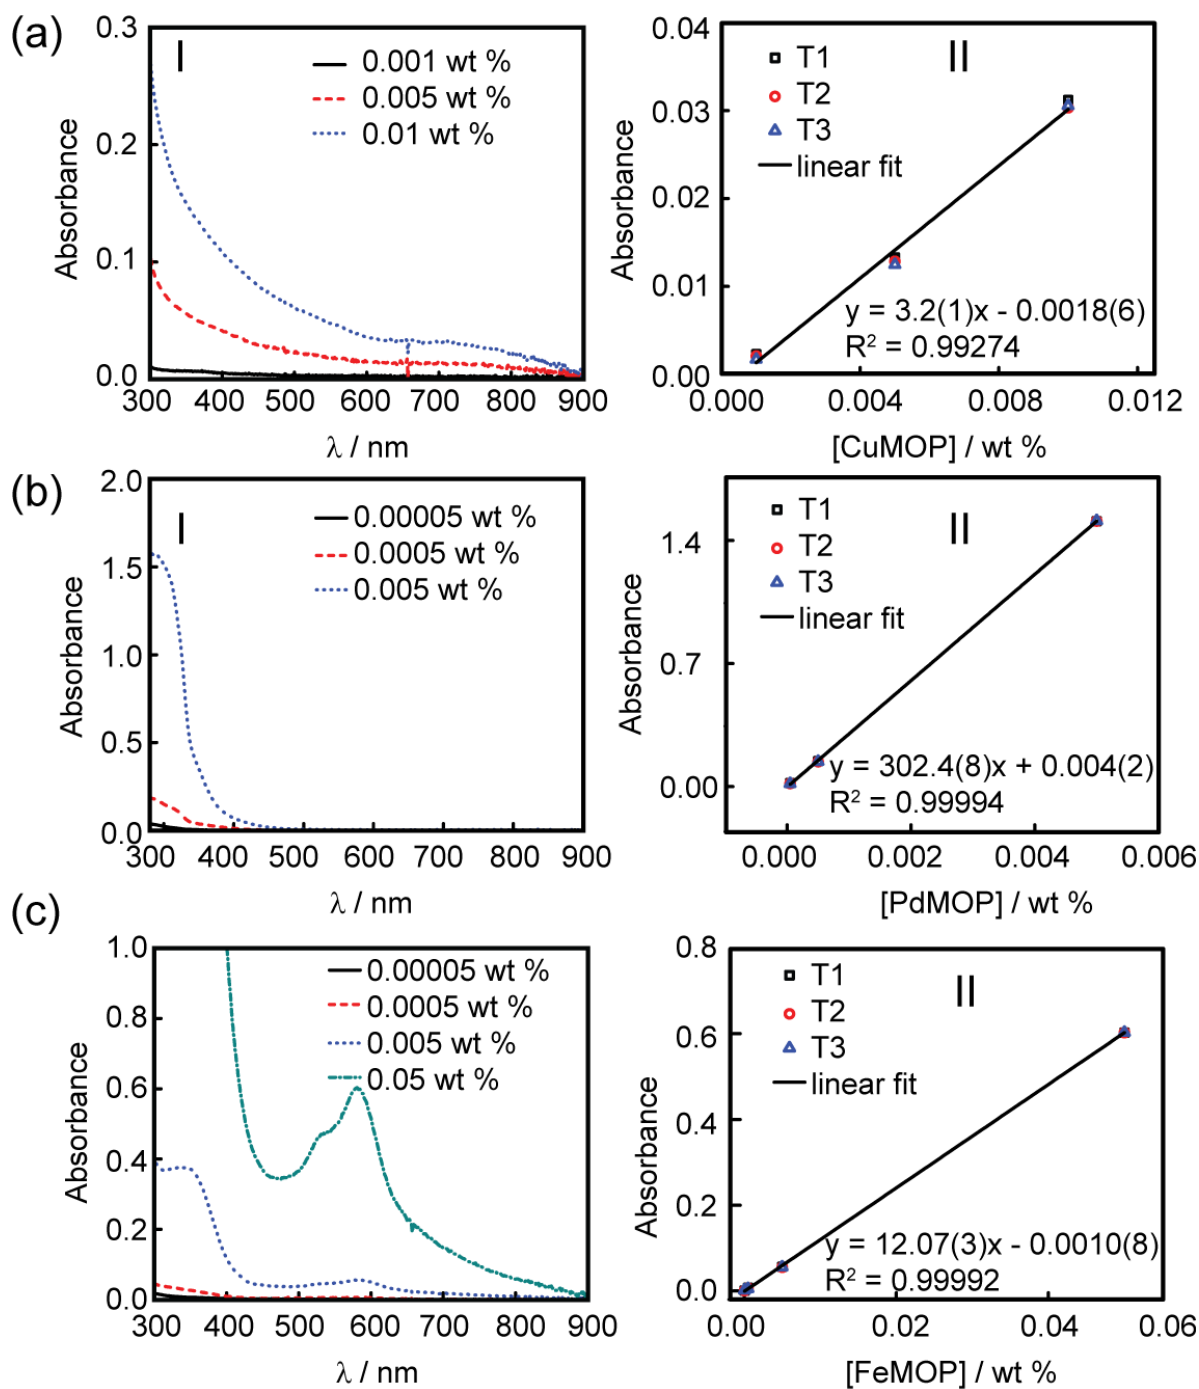 (a)
I
0.001 wt %
0.005 wt %
0.01 wt %
0.3
0.2
0.1
0.0
Absorbance
300 400 500 600 700 800 900
λ / nm
II
T1
T2
T3
linear fit
0.04
0.03
0.02
0.01
0.00
Absorbance
y = 3.2(1)x - 0.0018(6)
R² = 0.99274
0.000 0.004 0.008 0.012
[CuMOP] / wt %
(b)
I
0.00005 wt %
0.0005 wt %
0.005 wt %
2.0
1.5
1.0
0.5
0.0
Absorbance
300 400 500 600 700 800 900
λ / nm
II
T1
T2
T3
linear fit
1.4
0.7
0.00
Absorbance
y = 302.4(8)x + 0.004(2)
R² = 0.99994
0.000 0.002 0.004 0.006
[PdMOP] / wt %
(c)
0.00005 wt %
0.0005 wt %
0.005 wt %
0.05 wt %
1.0
0.8
0.6
0.4
0.2
0.0
Absorbance
300 400 500 600 700 800 900
λ / nm
II
T1
T2
T3
linear fit
0.8
0.6
0.4
0.2
0.0
Absorbance
y = 12.07(3)x - 0.0010(8)
R² = 0.99992
0.00 0.02 0.04 0.06
[FeMOP] / wt %